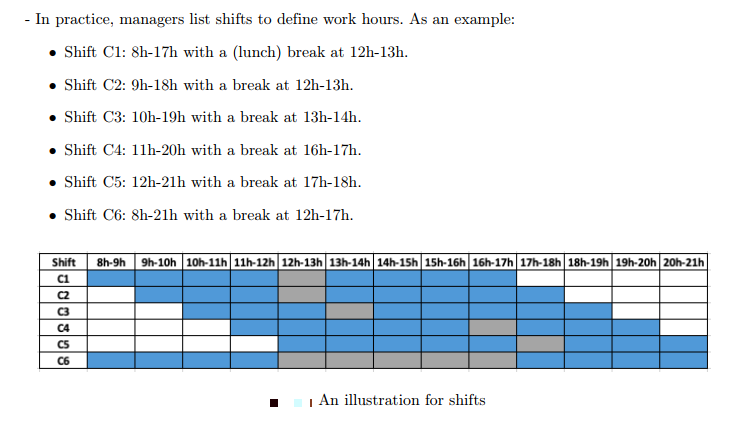 - In practice, managers list shifts to define work hours. As an example:
• Shift C1: 8h-17h with a (lunch) break at 12h-13h.
• Shift C2: 9h-18h with a break at 12h-13h.
• Shift C3: 10h-19h with a break at 13h-14h.
• Shift C4: 11h-20h with a break at 16h-17h.
• Shift C5: 12h-21h with a break at 17h-18h.
• Shift C6: 8h-21h with a break at 12h-17h.
Shift 8h-9h 9h-10h 10h-11h 11h-12h 12h-13h 13h-14h 14h-15h 15h-16h 16h-17h 17h-18h 18h-19h 19h-20h 20h-21h
C1
C2
C3
C4
C5
C6
An illustration for shifts